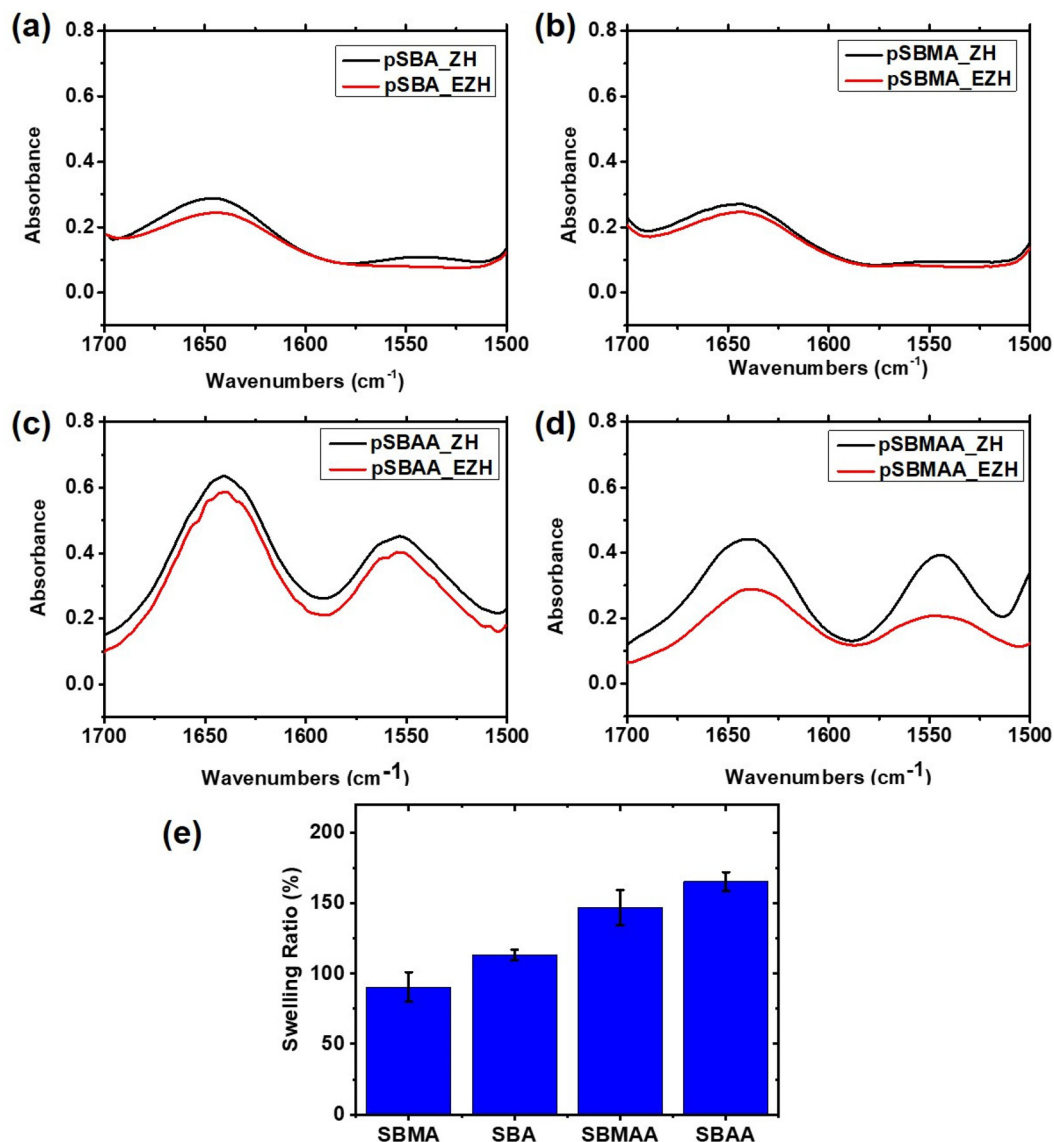 (a)
0.8
0.6
0.4
0.2
0.0
Absorbance
pSBA_ZH
pSBA_EZH
1700 1650 1600 1550 1500
Wavenumbers (cm-1)
(b)
0.8
0.6
0.4
0.2
0.0
Absorbance
pSBMA_ZH
pSBMA_EZH
1700 1650 1600 1550 1500
Wavenumbers (cm-1)
(c)
0.8
0.6
0.4
0.2
0.0
Absorbance
pSBAA_ZH
pSBAA_EZH
1700 1650 1600 1550 1500
Wavenumbers (cm-1)
(d)
0.8
0.6
0.4
0.2
0.0
Absorbance
pSBMAA_ZH
pSBMAA_EZH
1700 1650 1600 1550 1500
Wavenumbers (cm-1)
(e)
200
150
100
50
0
Swelling Ratio (%)
SBMA SBA SBMAA SBAA